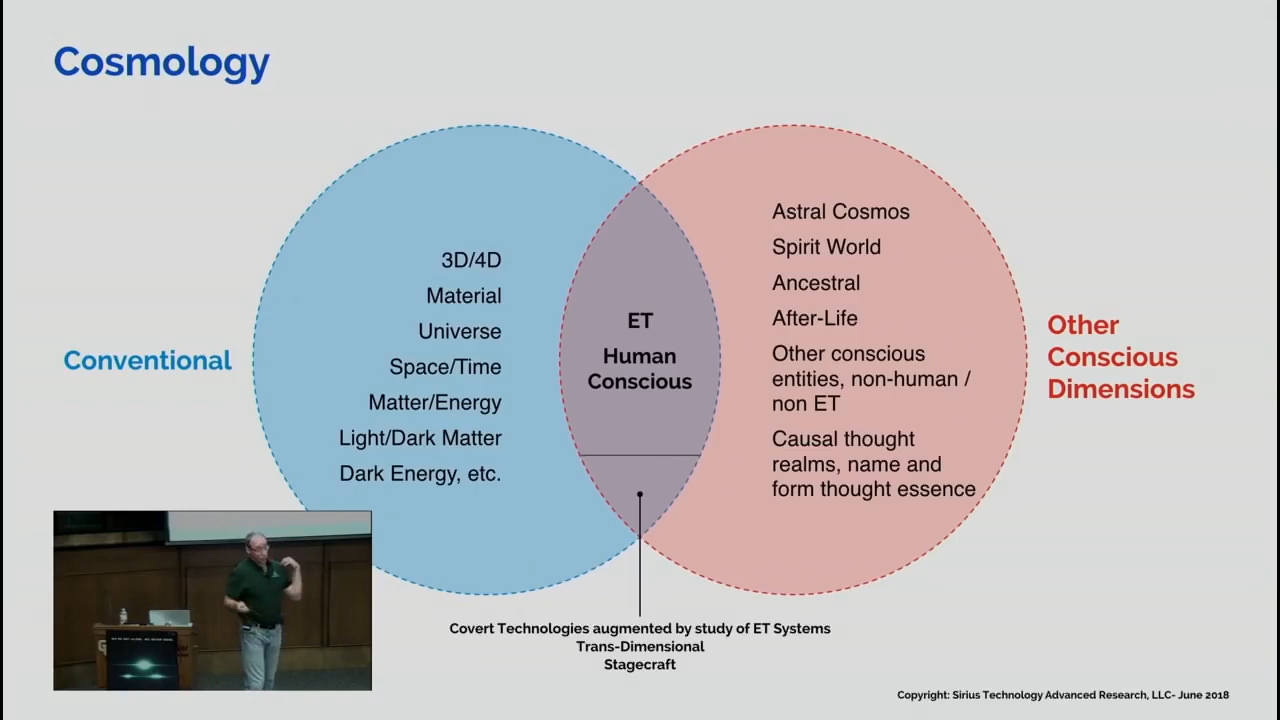 Cosmology
Conventional
3D/4D
Material
Universe
Space/Time
Matter/Energy
Light/Dark Matter
Dark Energy, etc.
ET
Human
Conscious
Astral Cosmos
Spirit World
Ancestral
After-Life
Other conscious
entities, non-human /
non ET
Causal thought
realms, name and
form thought essence
Other
Conscious
Dimensions
Covert Technologies augmented by study of ET Systems
Trans-Dimensional
Stagecraft
Copyright: Sirius Technology Advanced Research, LLC- June 2018